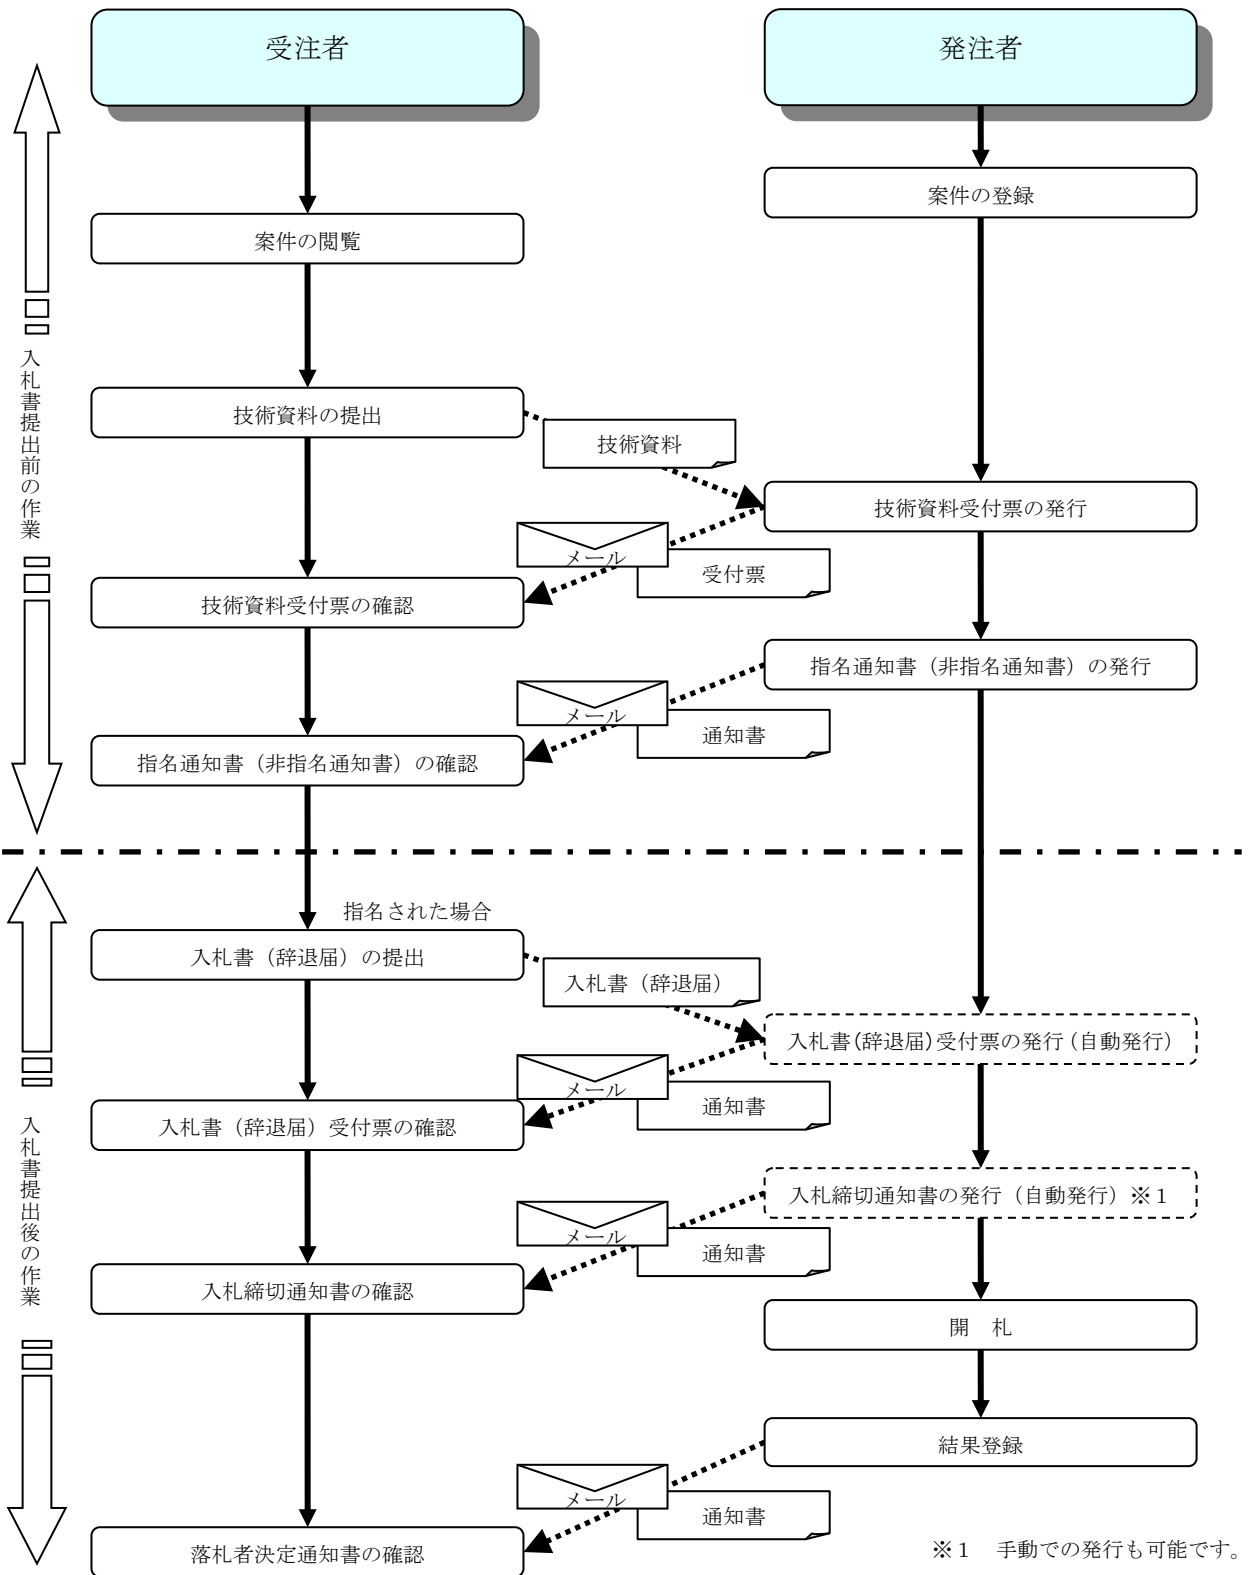 受注者
発注者
案件の登録
案件の閲覧
入札書提出前の作業
技術資料の提出
技術資料
技術資料受付票の発行
メール
受付票
技術資料受付票の確認
指名通知書（非指名通知書）の発行
メール
通知書
指名通知書（非指名通知書）の確認
指名された場合
入札書（辞退届）の提出
入札書（辞退届）
入札書（辞退届）受付票の発行（自動発行）
メール
通知書
入札書（辞退届）受付票の確認
入札書提出後の作業
入札締切通知書の発行（自動発行）※１
メール
通知書
入札締切通知書の確認
開　札
結果登録
メール
通知書
落札者決定通知書の確認
※１　手動での発行も可能です。